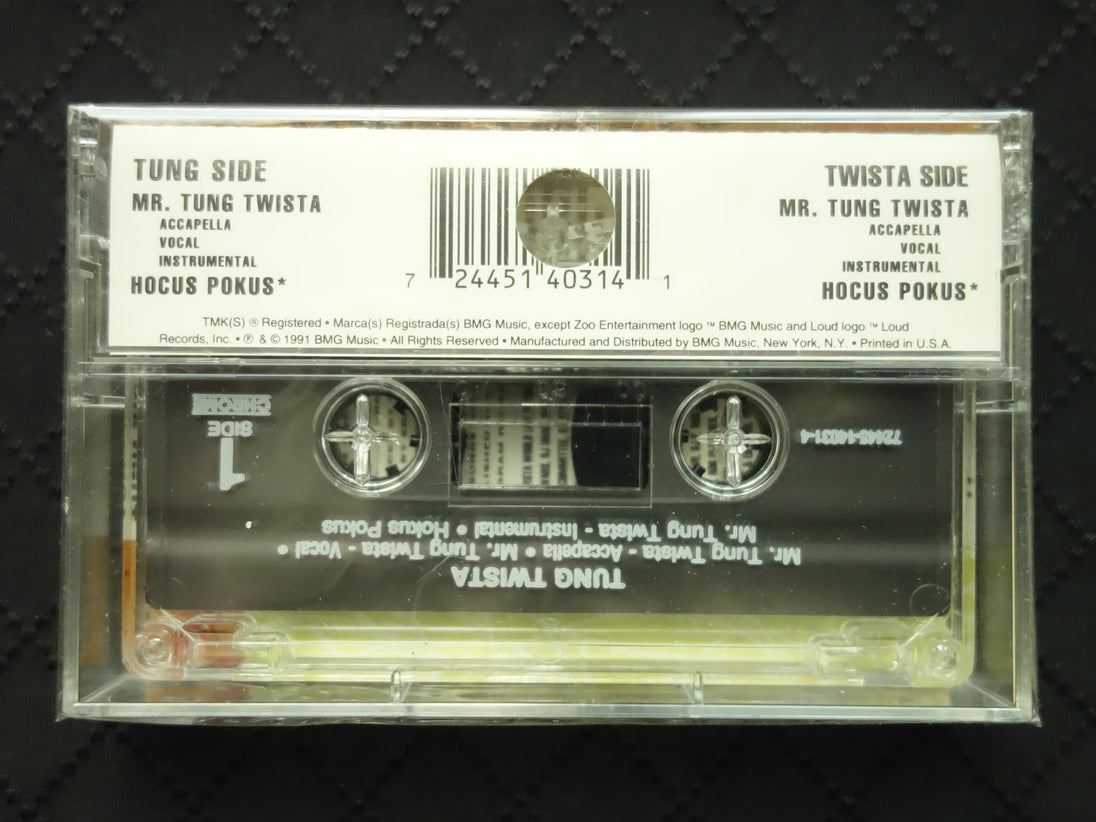 TUNG SIDE
MR. TUNG TWISTA
ACCAPELLA
VOCAL
INSTRUMENTAL
HOCUS POKUS*
7 24451 40314 1
TWISTA SIDE
MR. TUNG TWISTA
ACCAPELLA
VOCAL
INSTRUMENTAL
HOCUS POKUS*
TMK(S) ® Registered • Marca(s) Registrada(s) BMG Music, except Zoo Entertainment logo ™ BMG Music and Loud logo ™ Loud
Records, Inc. • ℗ & © 1991 BMG Music • All Rights Reserved • Manufactured and Distributed by BMG Music, New York, N.Y. • Printed in U.S.A.
TUNG TWISTA
Mr. Tung Twista - Accapella • Mr. Tung Twista - Vocal •
Mr. Tung Twista - Instrumental • Hokus Pokus
72445-14031-4
1
SIDE
CHROME